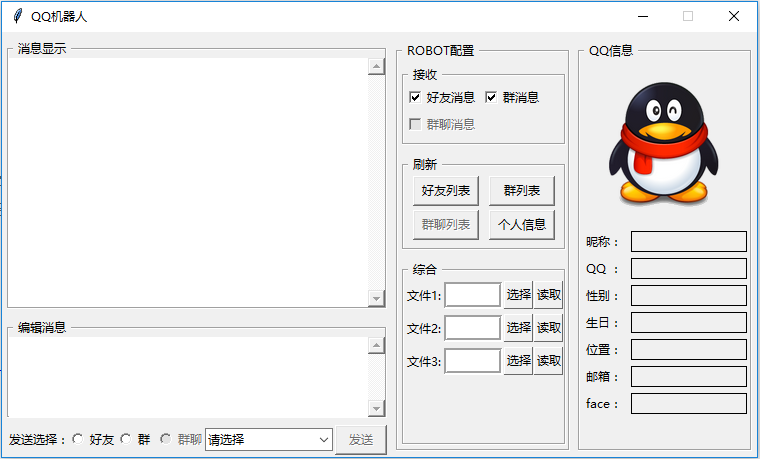 QQ机器人
消息显示
编辑消息
发送选择： 好友 群 群聊 请选择 发送
ROBOT配置
接收
好友消息 群消息
群聊消息
刷新
好友列表 群列表
群聊列表 个人信息
综合
文件1: 选择 读取
文件2: 选择 读取
文件3: 选择 读取
QQ信息
昵称：
QQ ：
性别：
生日：
位置：
邮箱：
face：